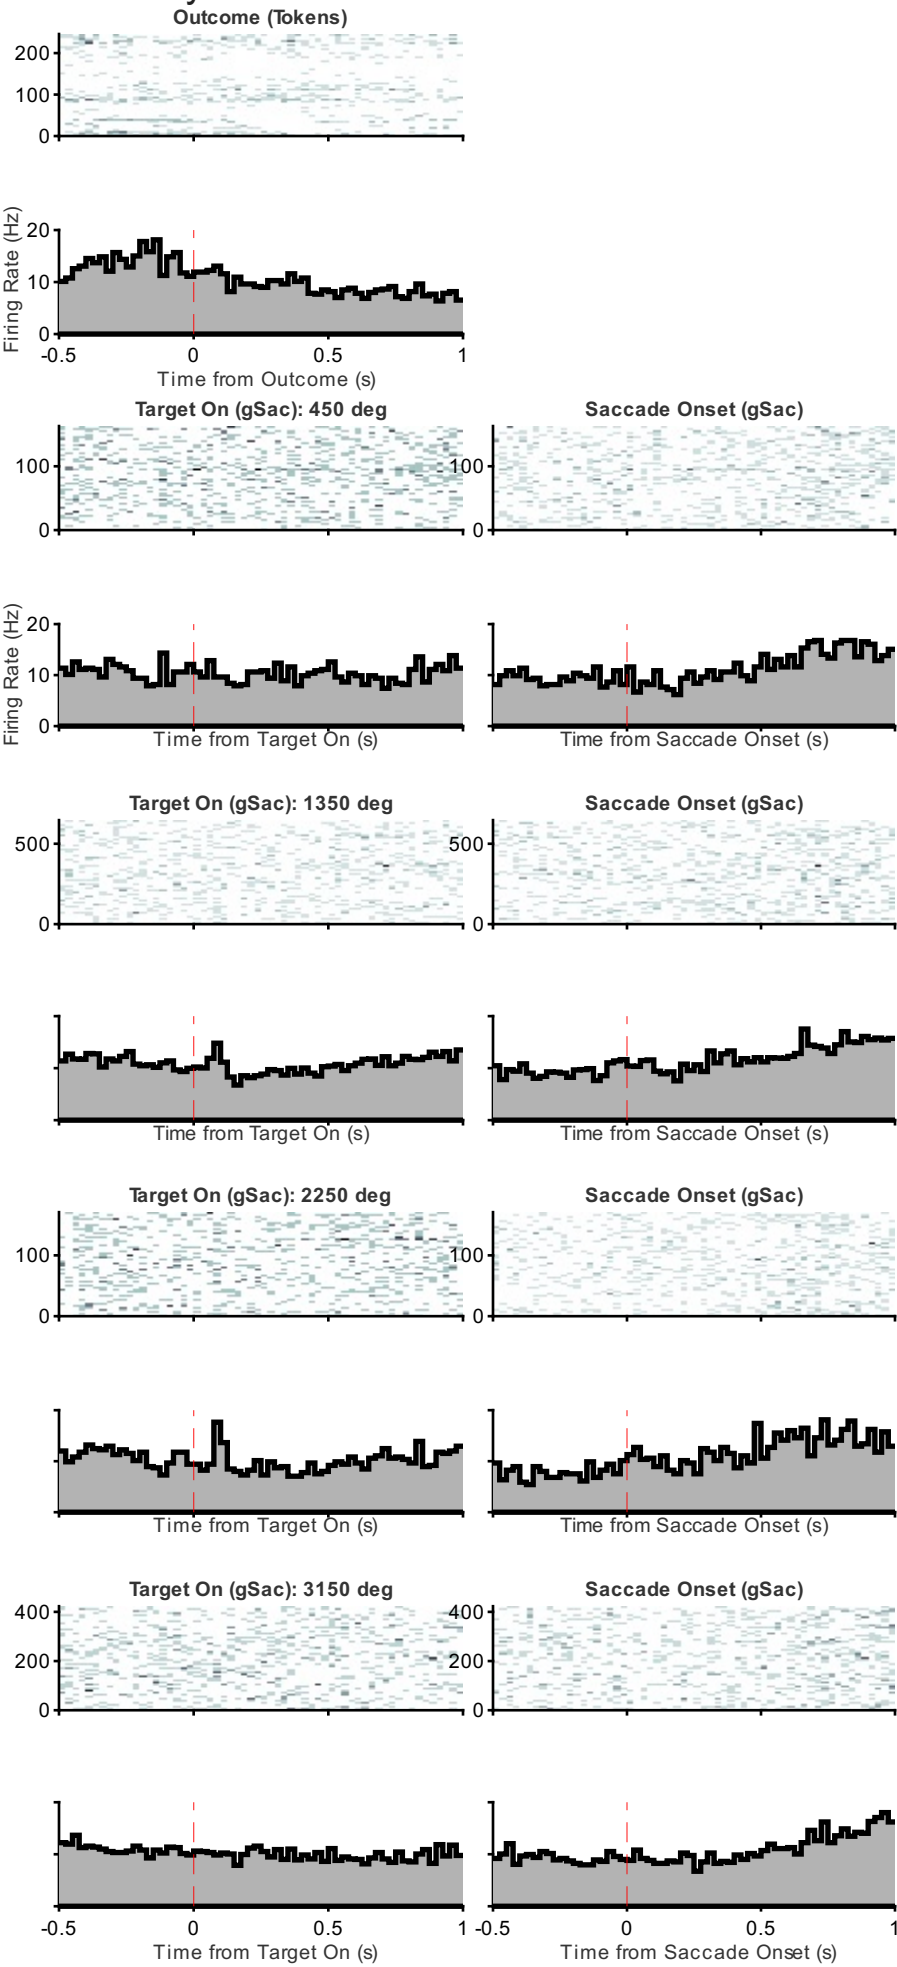 y
Outcome (Tokens)
200
100
0
Firing Rate (Hz)
20
10
0
-0.5 0 0.5 1
Time from Outcome (s)
Target On (gSac): 450 deg Saccade Onset (gSac)
100 100
0 0
Firing Rate (Hz)
20
10
0
Time from Target On (s) Time from Saccade Onset (s)
Target On (gSac): 1350 deg Saccade Onset (gSac)
500 500
0 0
Time from Target On (s) Time from Saccade Onset (s)
Target On (gSac): 2250 deg Saccade Onset (gSac)
100 100
0 0
Time from Target On (s) Time from Saccade Onset (s)
Target On (gSac): 3150 deg Saccade Onset (gSac)
400 400
200 200
0 0
-0.5 0 0.5 1 -0.5 0 0.5 1
Time from Target On (s) Time from Saccade Onset (s)